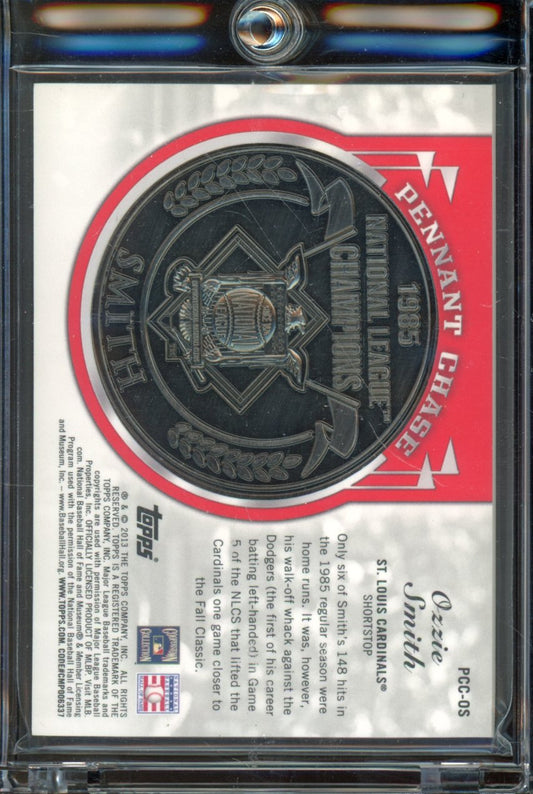 PENNANT CHASE
1985
NATIONAL LEAGUE™
CHAMPIONS
NATIONAL
LEAGUE
SMITH
PCC-OS
Ozzie
Smith
ST. LOUIS CARDINALS®
SHORTSTOP
Only six of Smith's 148 hits in
the 1985 regular season were
home runs. It was, however,
his walk-off whack against the
Dodgers (the first of his career
batting left-handed) in Game
5 of the NLCS that lifted the
Cardinals one game closer to
the Fall Classic.
COOPERSTOWN
COLLECTION
topps®
® & © 2013 THE TOPPS COMPANY, INC. ALL RIGHTS
RESERVED. TOPPS IS A REGISTERED TRADEMARK OF THE
TOPPS COMPANY, INC. Major League Baseball trademarks and
copyrights are used with permission of Major League Baseball
Properties, Inc. OFFICIALLY LICENSED PRODUCT OF MLBP. Visit MLB.
com. National Baseball Hall of Fame and Museum® & Member Licensing
Program used with the permission of the National Baseball Hall of Fame
and Museum, Inc. – www.BaseballHall.org. WWW.TOPPS.COM. CODE#CMP006337